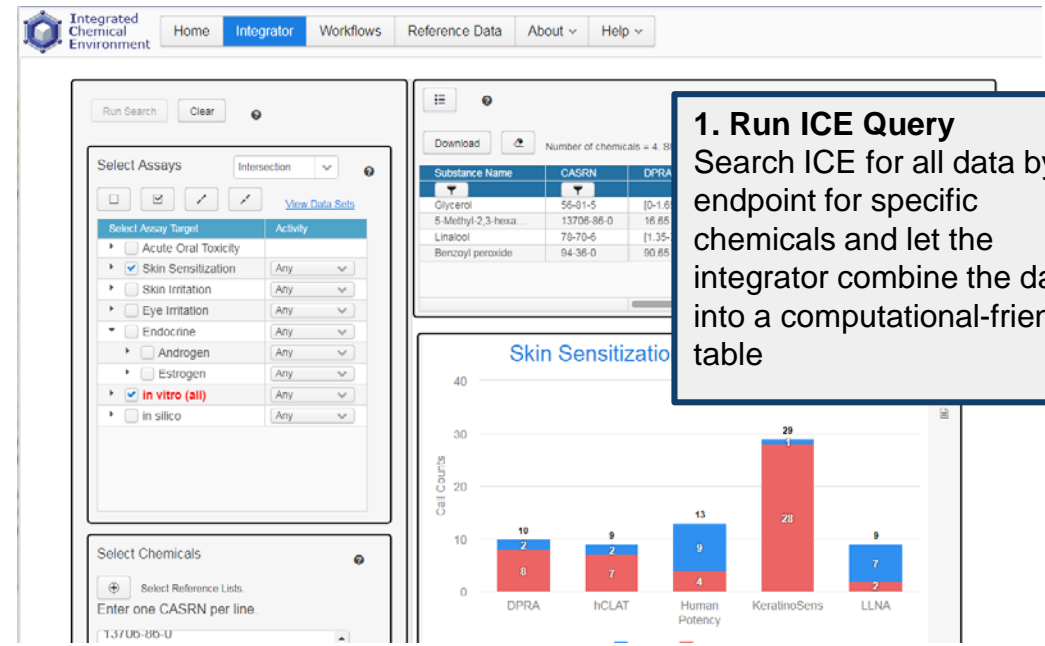 Integrated
Chemical
Environment
Home Integrator Workflows Reference Data About Help
Run Search Clear
Select Assays Intersection
View Data Sets
Select Assay Target Activity
Acute Oral Toxicity
Skin Sensitization Any
Skin Irritation Any
Eye Irritation Any
Endocrine Any
Androgen Any
Estrogen Any
in vitro (all) Any
in silico Any
Select Chemicals
Select Reference Lists.
Enter one CASRN per line.
13706-86-0
Download Number of chemicals = 4.
Substance Name CASRN DPRA
Glycerol 56-81-5 [0-1.6
5-Methyl-2,3-hexa... 13706-86-0 16.65
Linalool 78-70-6 [1.35-
Benzoyl peroxide 94-36-0 90.65
1. Run ICE Query
Search ICE for all data by
endpoint for specific
chemicals and let the
integrator combine the da
into a computational-frien
table
Skin Sensitizatio
Call Counts
40
30
20
10
0
10 9 13 29 9
2 2 9 1 7
8 7 4 28 2
DPRA hCLAT Human Potency KeratinoSens LLNA